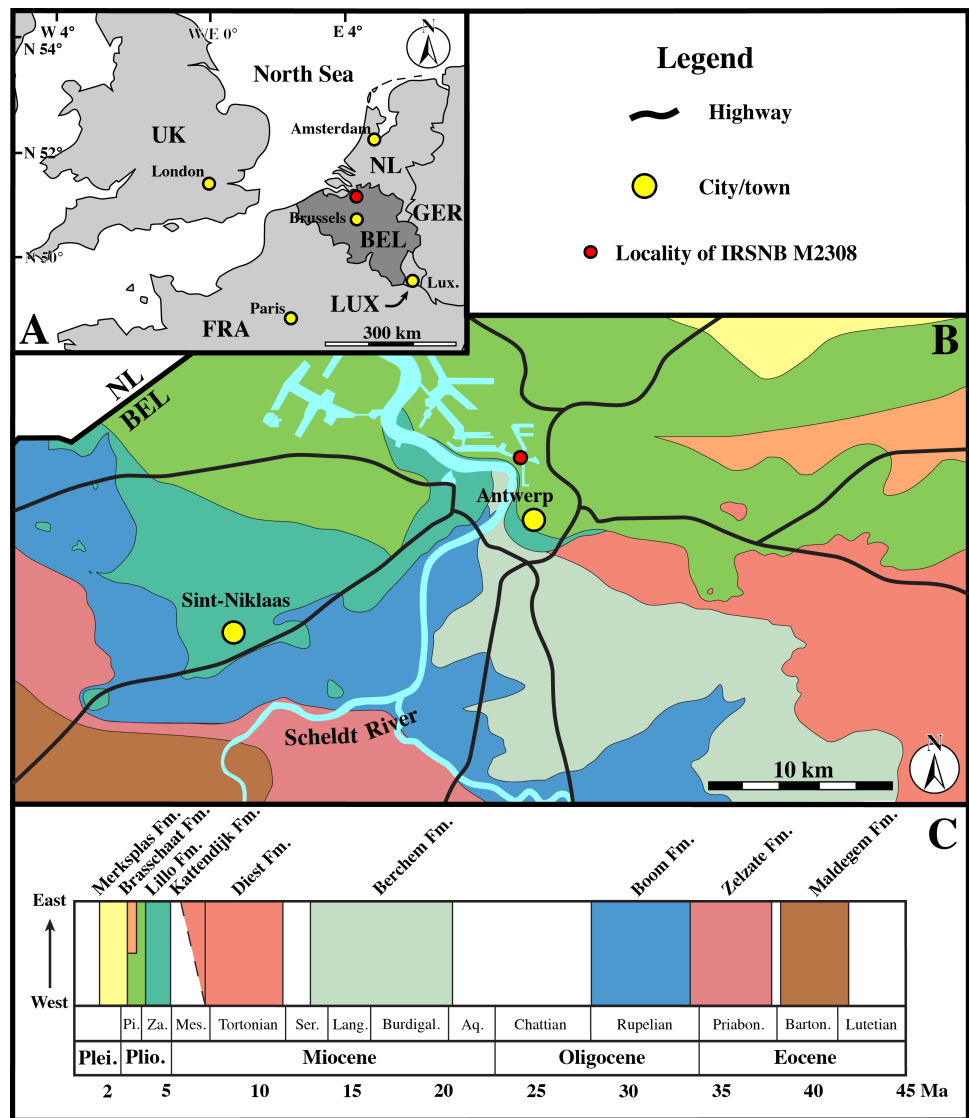 W 4°
W/E 0°
E 4°
N
N 54°
North Sea
UK
Amsterdam
N 52°
NL
London
GER
Brussels
BEL
N 50°
Lux.
LUX
Paris
FRA
300 km
A
Legend
Highway
City/town
Locality of IRSNB M2308
B
NL
BEL
Antwerp
Sint-Niklaas
Scheldt River
N
10 km
C
Merksplas Fm.
Brasschaat Fm.
Lillo Fm.
Kattendijk Fm.
Diest Fm.
Berchem Fm.
Boom Fm.
Zelzate Fm.
Maldegem Fm.
East
West
Pi. Za. Mes. Tortonian Ser. Lang. Burdigal. Aq. Chattian Rupelian Priabon. Barton. Lutetian
Plei. Plio. Miocene Oligocene Eocene
2 5 10 15 20 25 30 35 40 45 Ma